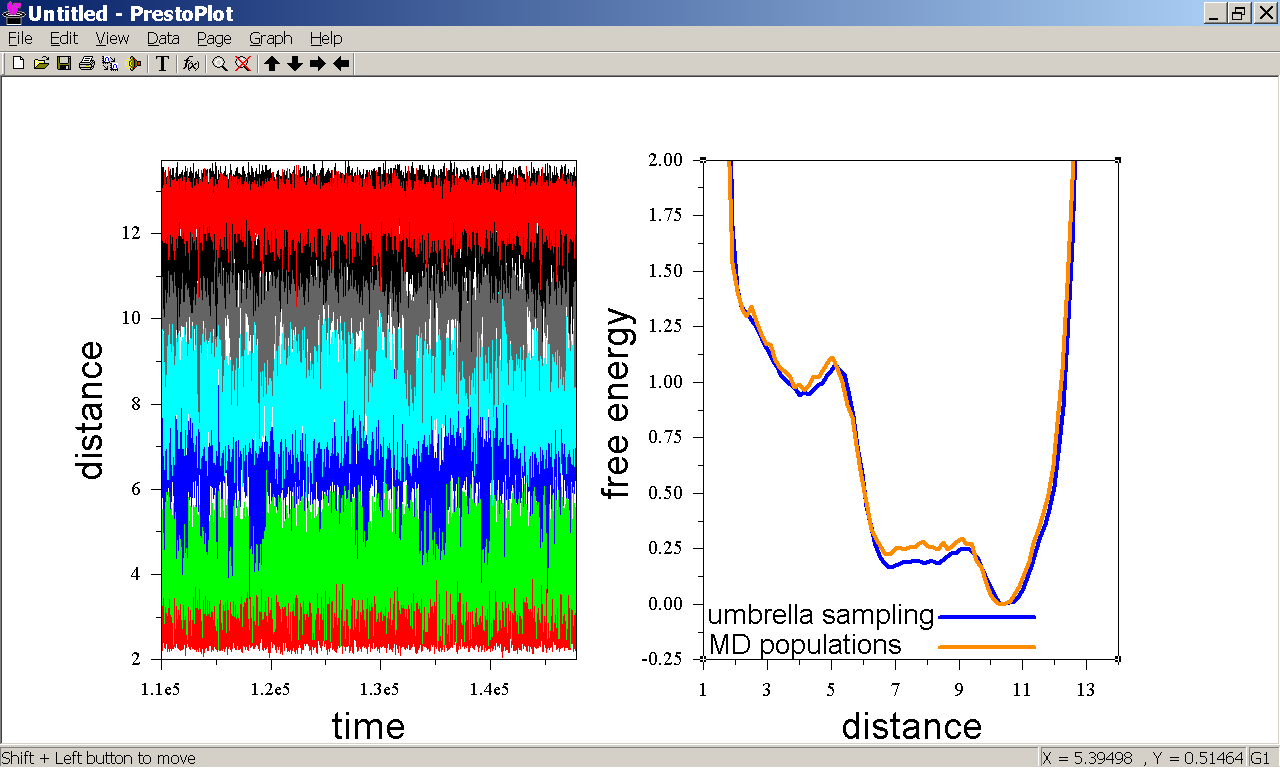 Untitled - PrestoPlot
File Edit View Data Page Graph Help
T f(x)
distance
12
10
8
6
4
2
1.1e5 1.2e5 1.3e5 1.4e5
time
free energy
2.00
1.75
1.50
1.25
1.00
0.75
0.50
0.25
0.00
-0.25
umbrella sampling
MD populations
1 3 5 7 9 11 13
distance
Shift + Left button to move
X = 5.39498 , Y = 0.51464 G1